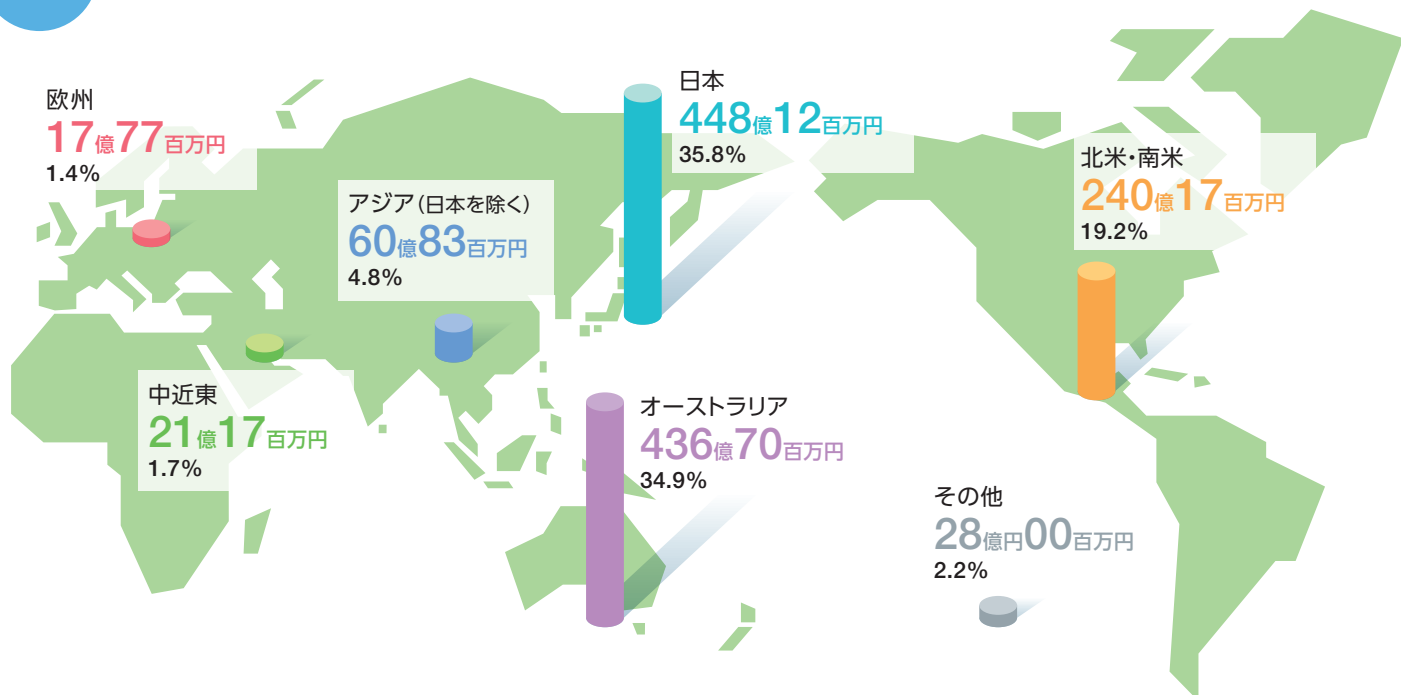 欧州
17億77百万円
1.4%
日本
448億12百万円
35.8%
アジア(日本を除く)
60億83百万円
4.8%
北米・南米
240億17百万円
19.2%
中近東
21億17百万円
1.7%
オーストラリア
436億70百万円
34.9%
その他
28億円00百万円
2.2%